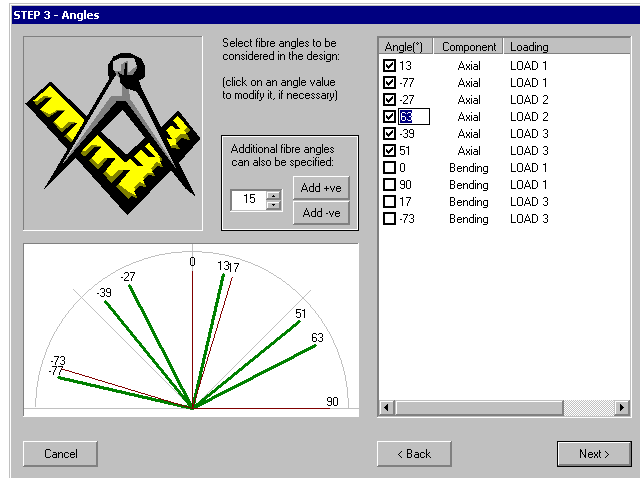 STEP 3 - Angles
Select fibre angles to be
considered in the design:
(click on an angle value
to modify it, if necessary)
Additional fibre angles
can also be specified:
15
Add +ve
Add -ve
Angle(°) Component Loading
13 Axial LOAD 1
-77 Axial LOAD 1
-27 Axial LOAD 2
63 Axial LOAD 2
-39 Axial LOAD 3
51 Axial LOAD 3
0 Bending LOAD 1
90 Bending LOAD 1
17 Bending LOAD 3
-73 Bending LOAD 3
0
13
17
-27
-39
51
63
-73
-77
90
Cancel
< Back
Next >